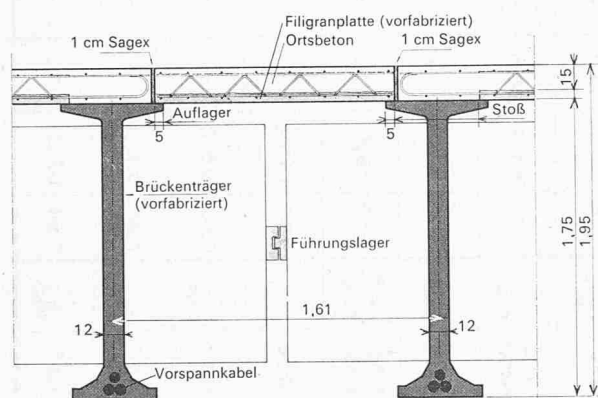 Filigranplatte (vorfabriziert)
1 cm Sagex
Ortsbeton
1 cm Sagex
15
Auflager
Stoß
5
5
Brückenträger
(vorfabriziert)
Führungslager
1,75
1,95
1,61
12
12
Vorspannkabel